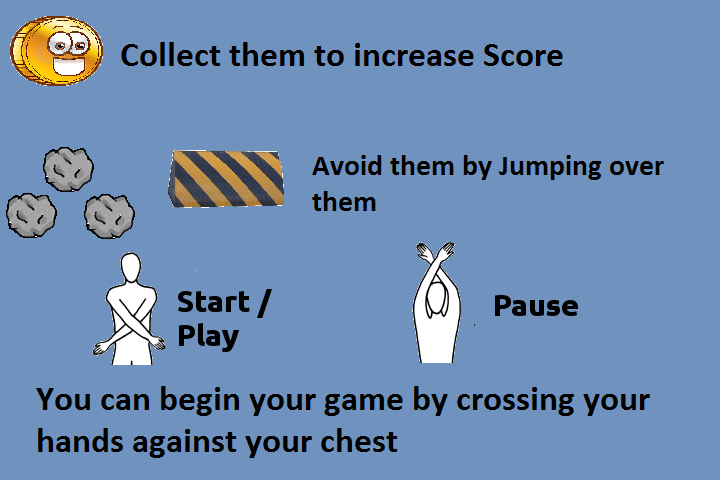 Collect them to increase Score
Avoid them by Jumping over
them
Start /
Play
Pause
You can begin your game by crossing your
hands against your chest